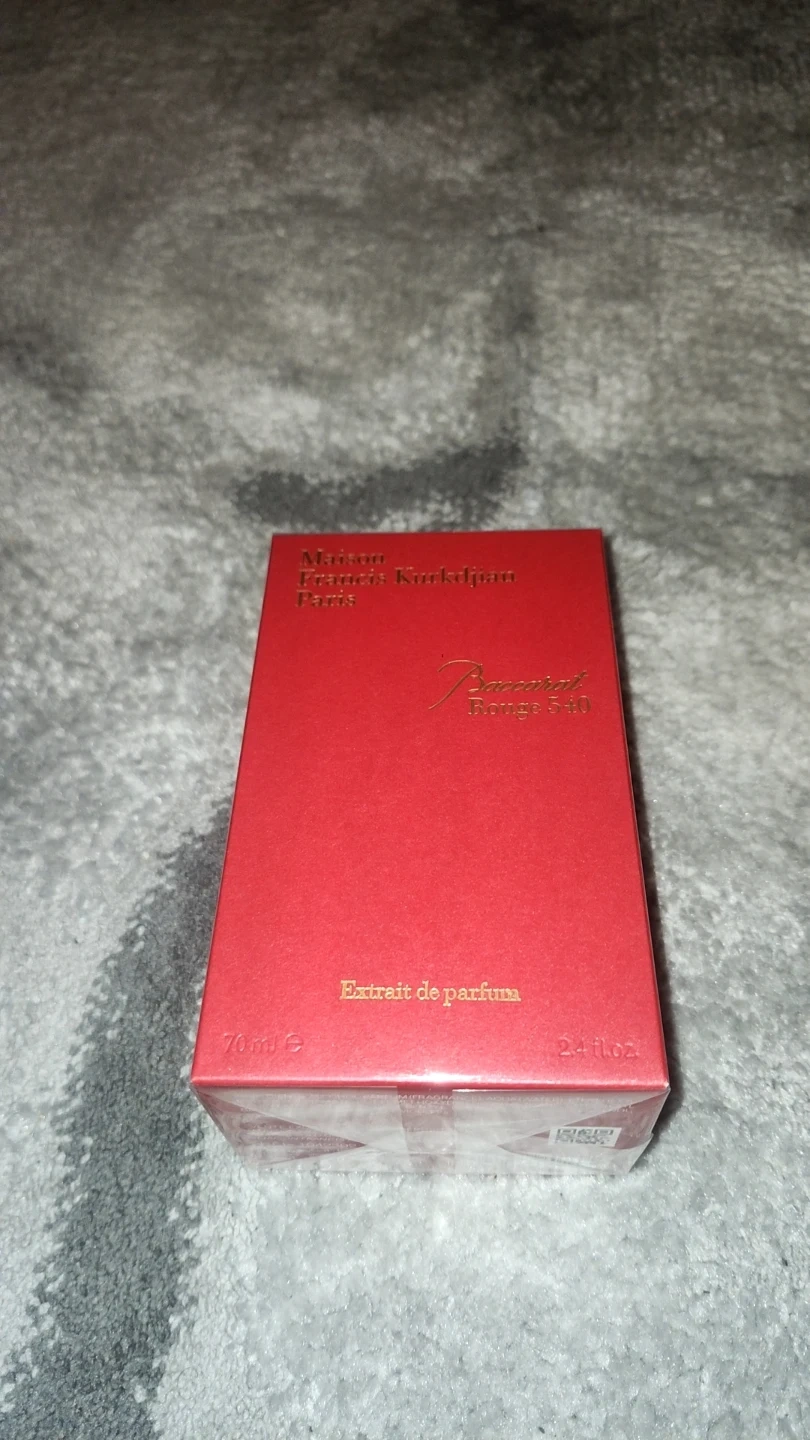 Maison
Francis Kurkdjian
Paris
Baccarat
Rouge 540
Extrait de parfum
70 ml ℮
2.4 fl.oz.